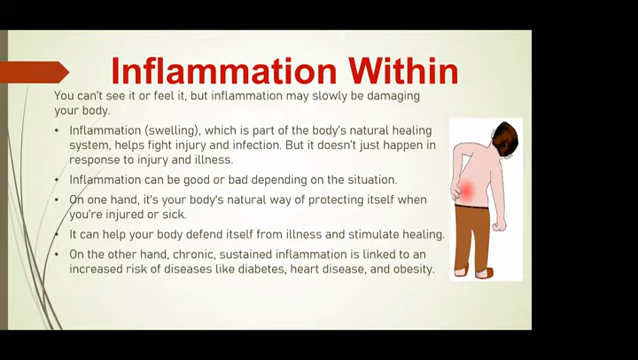 Inflammation Within
You can't see it or feel it, but inflammation may slowly be damaging
your body.
• Inflammation (swelling), which is part of the body's natural healing
system, helps fight injury and infection. But it doesn't just happen in
response to injury and illness.
• Inflammation can be good or bad depending on the situation.
• On one hand, it's your body's natural way of protecting itself when
you're injured or sick.
• It can help your body defend itself from illness and stimulate healing.
• On the other hand, chronic, sustained inflammation is linked to an
increased risk of diseases like diabetes, heart disease, and obesity.